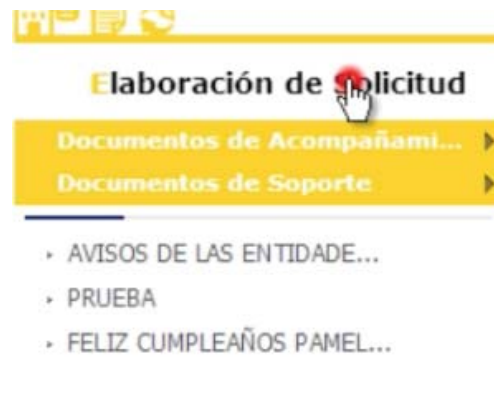 Elaboración de Solicitud
Documentos de Acompañami...
Documentos de Soporte
AVISOS DE LAS ENTIDADE...
PRUEBA
FELIZ CUMPLEAÑOS PAMEL...